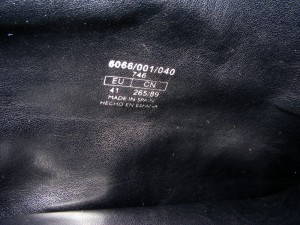 6066/001/040
746
EU CN
41 265/89
MADE IN SPAIN
HECHO EN ESPAÑA